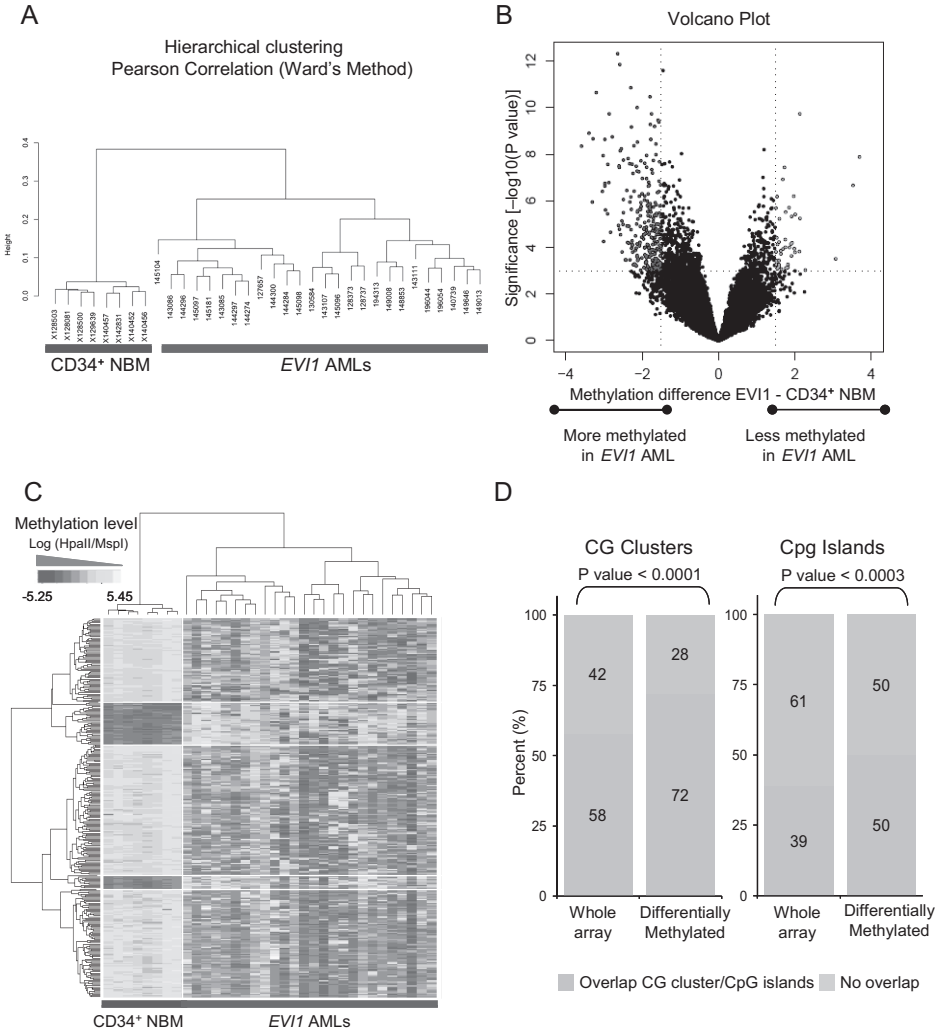 A
Hierarchical clustering
Pearson Correlation (Ward's Method)
Height
0.4
0.3
0.2
0.1
0.0
X128503
X128081
X128500
X129639
X140457
X142831
X140452
X140456
145104
143086
144296
145097
145181
143085
144297
144274
127657
144300
144284
145098
130584
143107
145096
128373
128737
194313
149008
148853
143111
196044
196054
140739
149646
149013
CD34+ NBM
EVI1 AMLs
B
Volcano Plot
Significance [–log10(P value)]
12
10
8
6
4
2
0
−4 −2 0 2 4
Methylation difference EVI1 - CD34+ NBM
More methylated
in EVI1 AML
Less methylated
in EVI1 AML
C
Methylation level
Log (HpaII/MspI)
-5.25 5.45
CD34+ NBM
EVI1 AMLs
D
CG Clusters
P value < 0.0001
Percent (%)
100
75
50
25
0
42
58
28
72
Whole
array
Differentially
Methylated
Cpg Islands
P value < 0.0003
100
75
50
25
0
61
39
50
50
Whole
array
Differentially
Methylated
Overlap CG cluster/CpG islands
No overlap